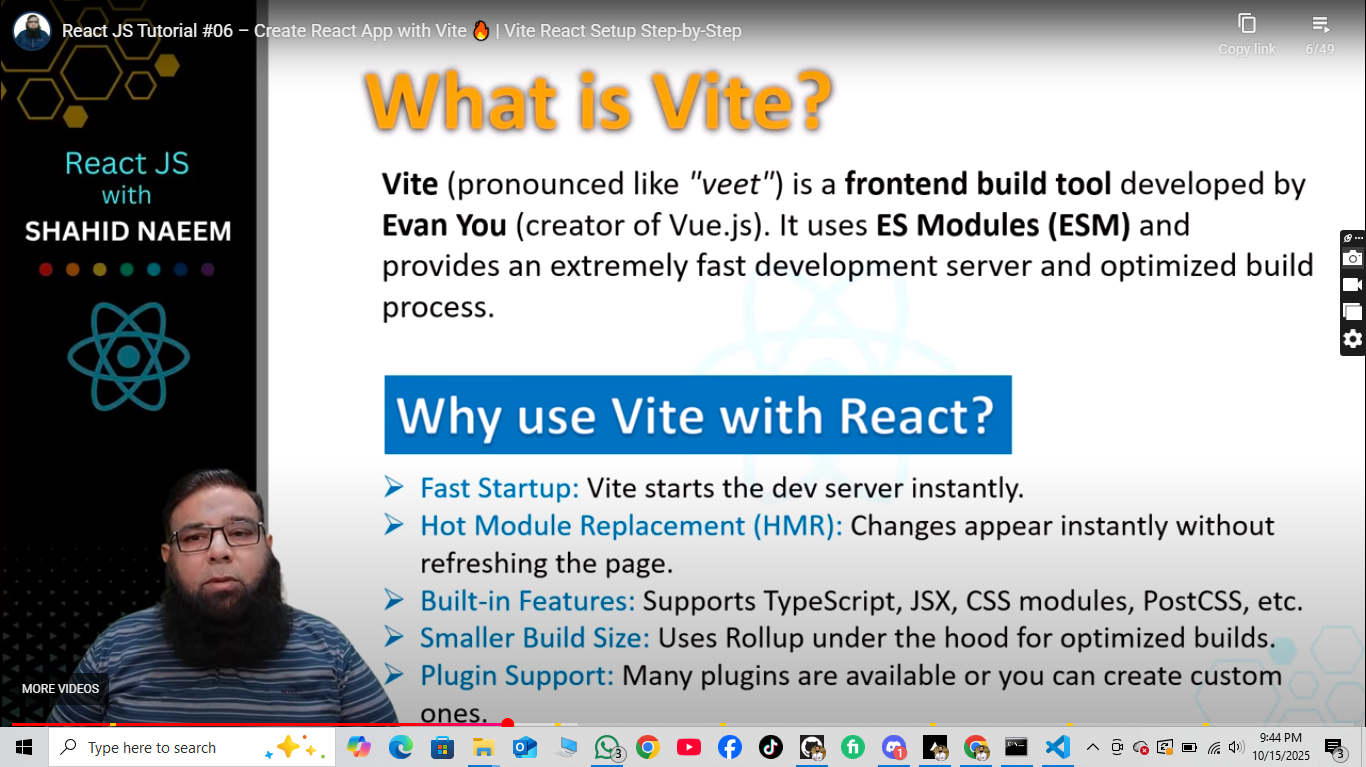 React JS Tutorial #06 – Create React App with Vite 🔥 | Vite React Setup Step-by-Step
Copy link
6/49
React JS
with
SHAHID NAEEM
What is Vite?
Vite (pronounced like "veet") is a frontend build tool developed by
Evan You (creator of Vue.js). It uses ES Modules (ESM) and
provides an extremely fast development server and optimized build
process.
Why use Vite with React?
➢ Fast Startup: Vite starts the dev server instantly.
➢ Hot Module Replacement (HMR): Changes appear instantly without
refreshing the page.
➢ Built-in Features: Supports TypeScript, JSX, CSS modules, PostCSS, etc.
➢ Smaller Build Size: Uses Rollup under the hood for optimized builds.
➢ Plugin Support: Many plugins are available or you can create custom
ones.
MORE VIDEOS
Type here to search
3
1
9:44 PM
10/15/2025
3